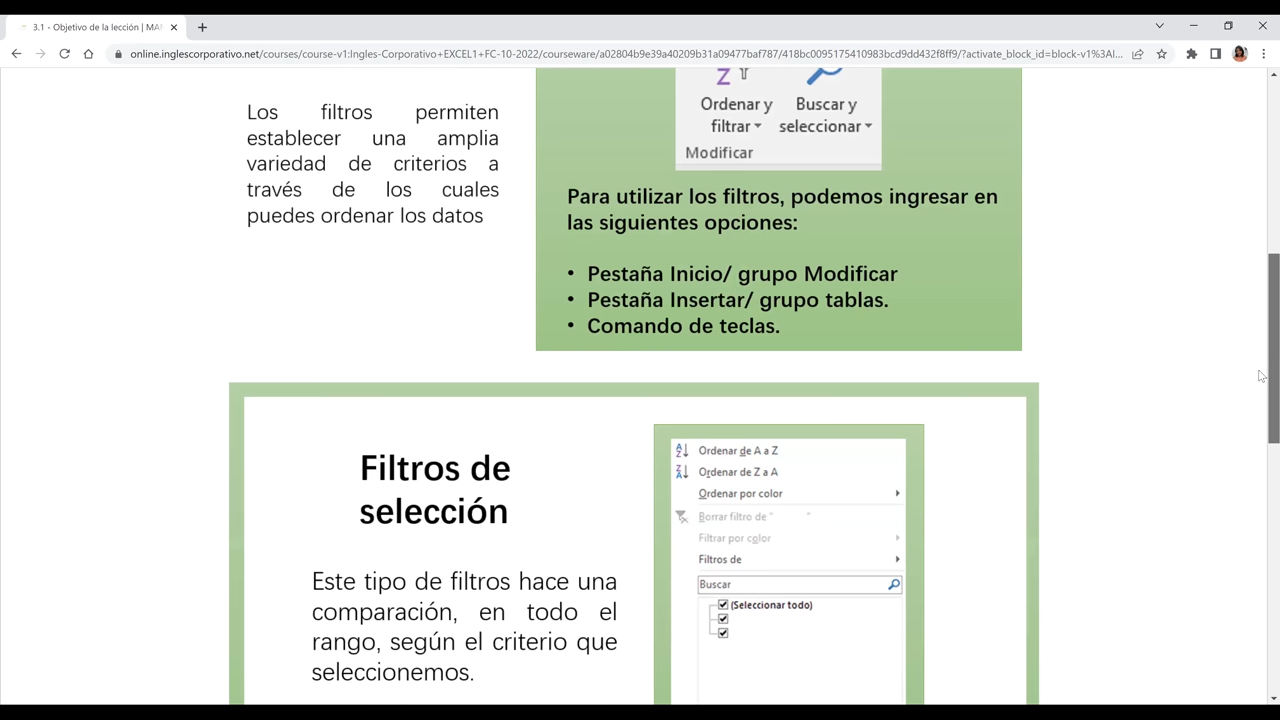 3.1 - Objetivo de la lección | MA
online.inglescorporativo.net/courses/course-v1:Ingles-Corporativo+EXCEL1+FC-10-2022/courseware/a02804b9e39a40209b31a09477baf787/418bc0095175410983bcd9dd432f8ff9/?activate_block_id=block-v1%3Al...
Los filtros permiten
establecer una amplia
variedad de criterios a
través de los cuales
puedes ordenar los datos
Ordenar y
filtrar
Buscar y
seleccionar
Modificar
Para utilizar los filtros, podemos ingresar en
las siguientes opciones:
• Pestaña Inicio/ grupo Modificar
• Pestaña Insertar/ grupo tablas.
• Comando de teclas.
Filtros de
selección
Este tipo de filtros hace una
comparación, en todo el
rango, según el criterio que
seleccionemos.
Ordenar de A a Z
Ordenar de Z a A
Ordenar por color
Borrar filtro de " "
Filtrar por color
Filtros de
Buscar
(Seleccionar todo)